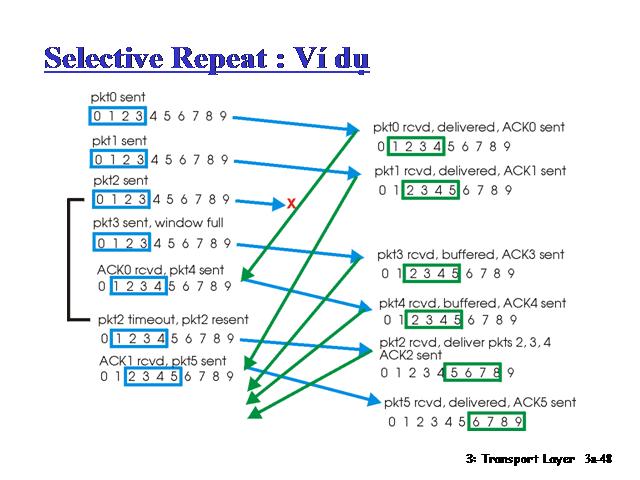 Selective Repeat : Ví dụ
pkt0 sent
0 1 2 3 4 5 6 7 8 9
pkt1 sent
0 1 2 3 4 5 6 7 8 9
pkt2 sent
0 1 2 3 4 5 6 7 8 9
X
pkt3 sent, window full
0 1 2 3 4 5 6 7 8 9
ACK0 rcvd, pkt4 sent
0 1 2 3 4 5 6 7 8 9
pkt2 timeout, pkt2 resent
0 1 2 3 4 5 6 7 8 9
ACK1 rcvd, pkt5 sent
0 1 2 3 4 5 6 7 8 9
pkt0 rcvd, delivered, ACK0 sent
0 1 2 3 4 5 6 7 8 9
pkt1 rcvd, delivered, ACK1 sent
0 1 2 3 4 5 6 7 8 9
pkt3 rcvd, buffered, ACK3 sent
0 1 2 3 4 5 6 7 8 9
pkt4 rcvd, buffered, ACK4 sent
0 1 2 3 4 5 6 7 8 9
pkt2 rcvd, deliver pkts 2, 3, 4
ACK2 sent
0 1 2 3 4 5 6 7 8 9
pkt5 rcvd, delivered, ACK5 sent
0 1 2 3 4 5 6 7 8 9
3: Transport Layer 3a-48